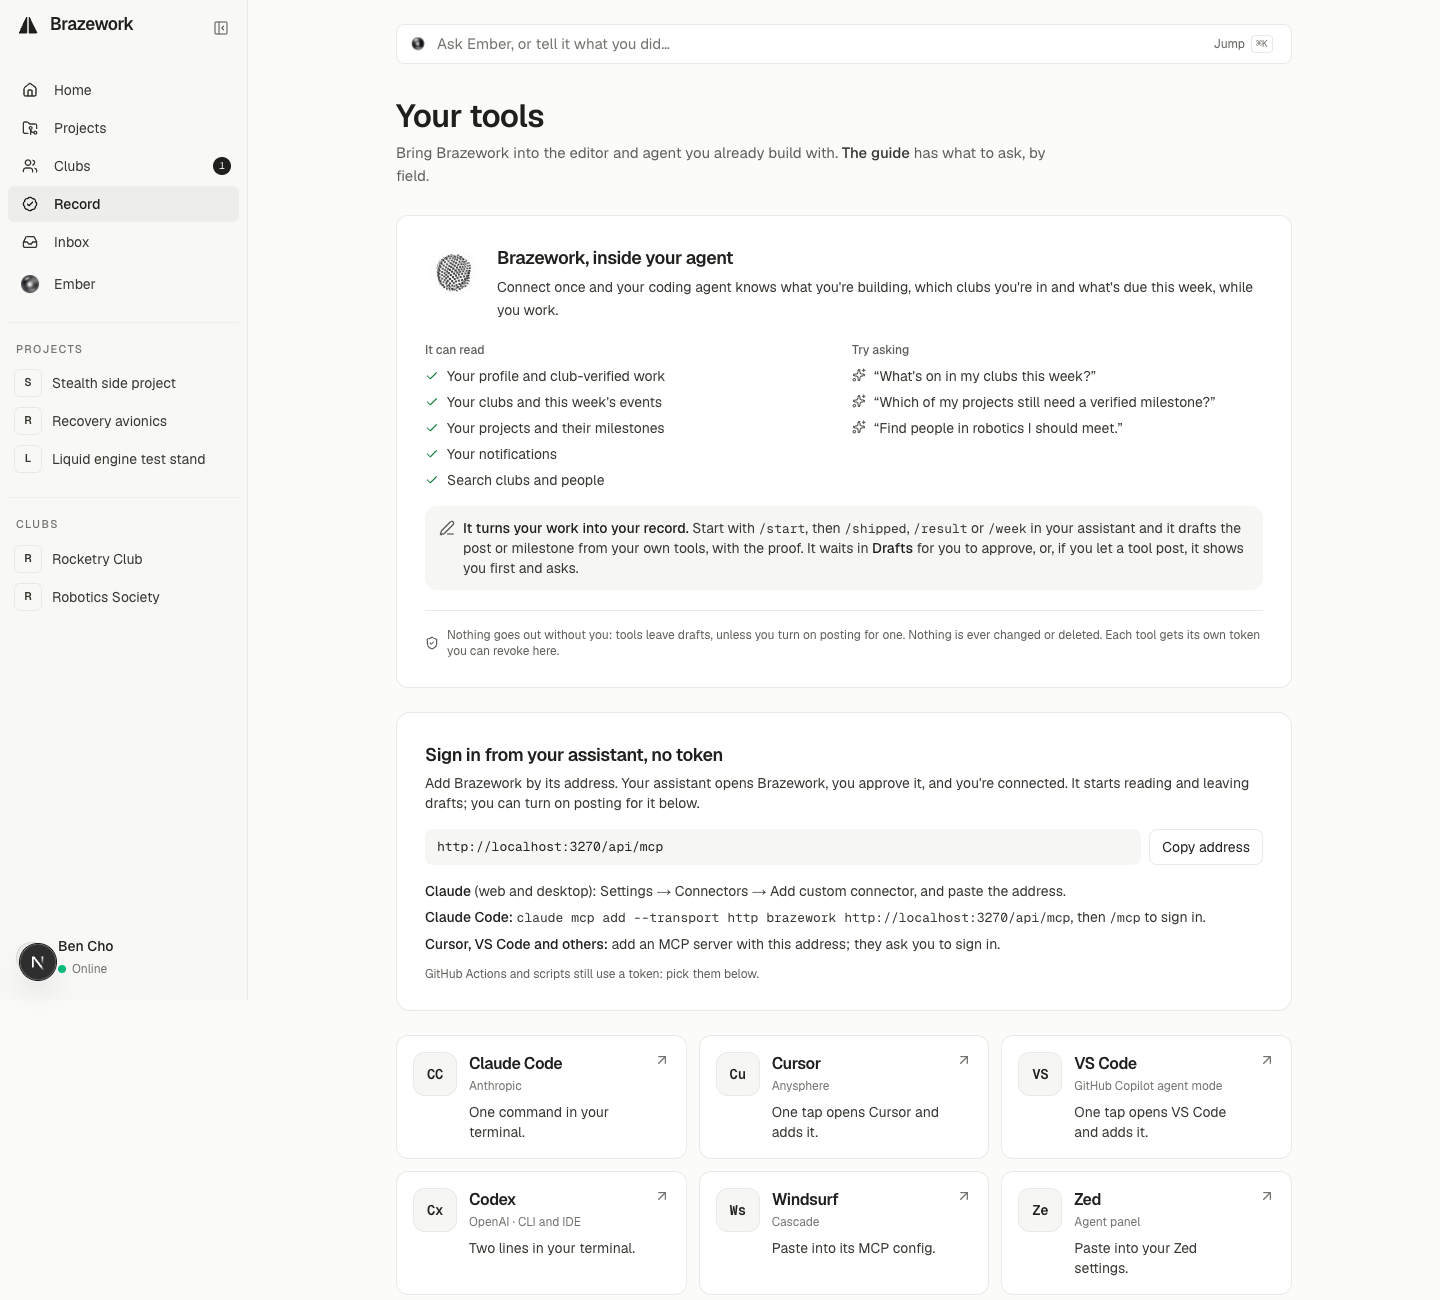 Brazework
Ask Ember, or tell it what you did...
Jump ⌘K
Home
Projects
Clubs 1
Record
Inbox
Ember
PROJECTS
S Stealth side project
R Recovery avionics
L Liquid engine test stand
CLUBS
R Rocketry Club
R Robotics Society
N
Ben Cho
Online
Your tools
Bring Brazework into the editor and agent you already build with. The guide has what to ask, by
field.
Brazework, inside your agent
Connect once and your coding agent knows what you're building, which clubs you're in and what's due this week, while
you work.
It can read
Your profile and club-verified work
Your clubs and this week's events
Your projects and their milestones
Your notifications
Search clubs and people
Try asking
“What's on in my clubs this week?”
“Which of my projects still need a verified milestone?”
“Find people in robotics I should meet.”
It turns your work into your record. Start with /start, then /shipped, /result or /week in your assistant and it drafts the
post or milestone from your own tools, with the proof. It waits in Drafts for you to approve, or, if you let a tool post, it shows
you first and asks.
Nothing goes out without you: tools leave drafts, unless you turn on posting for one. Nothing is ever changed or deleted. Each tool gets its own token
you can revoke here.
Sign in from your assistant, no token
Add Brazework by its address. Your assistant opens Brazework, you approve it, and you're connected. It starts reading and leaving
drafts; you can turn on posting for it below.
http://localhost:3270/api/mcp
Copy address
Claude (web and desktop): Settings → Connectors → Add custom connector, and paste the address.
Claude Code: claude mcp add --transport http brazework http://localhost:3270/api/mcp, then /mcp to sign in.
Cursor, VS Code and others: add an MCP server with this address; they ask you to sign in.
GitHub Actions and scripts still use a token: pick them below.
CC
Claude Code
Anthropic
One command in your
terminal.
Cu
Cursor
Anysphere
One tap opens Cursor and
adds it.
VS
VS Code
GitHub Copilot agent mode
One tap opens VS Code
and adds it.
Cx
Codex
OpenAI · CLI and IDE
Two lines in your terminal.
Ws
Windsurf
Cascade
Paste into its MCP config.
Ze
Zed
Agent panel
Paste into your Zed
settings.